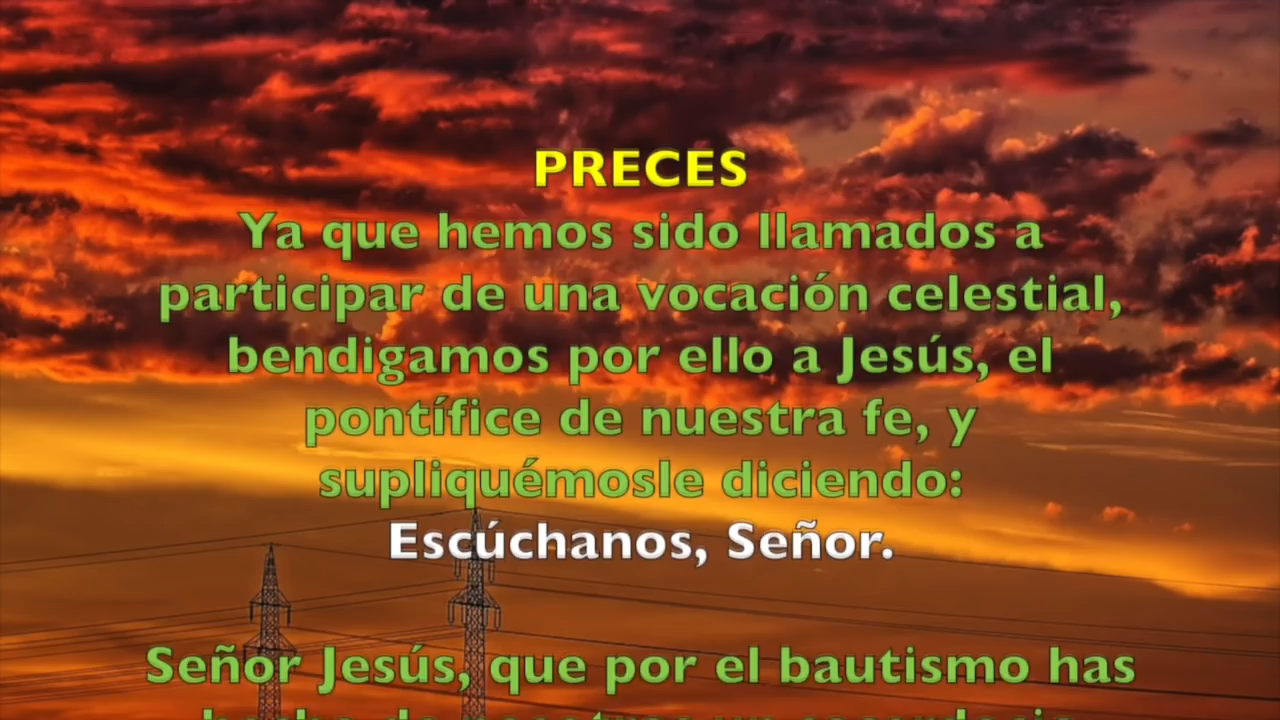 PRECES
Ya que hemos sido llamados a
participar de una vocación celestial,
bendigamos por ello a Jesús, el
pontífice de nuestra fe, y
supliquémosle diciendo:
Escúchanos, Señor.
Señor Jesús, que por el bautismo has